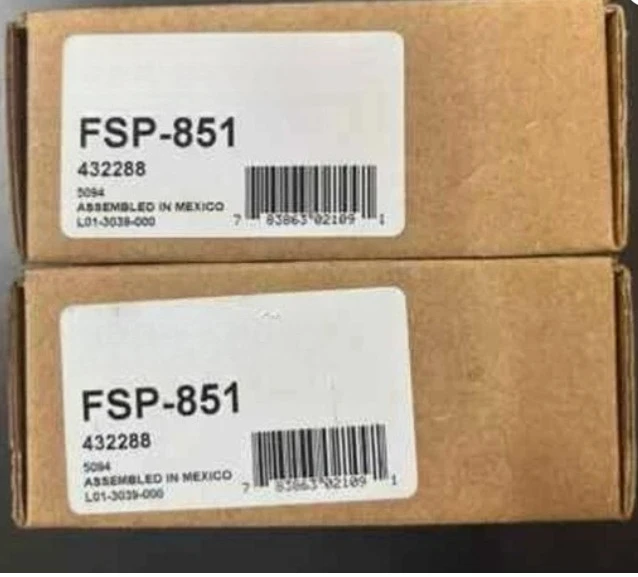 FSP-851
432288
5094
ASSEMBLED IN MEXICO
L01-3039-000
7 83863 02109 1
FSP-851
432288
5094
ASSEMBLED IN MEXICO
L01-3039-000
7 83863 02109 1